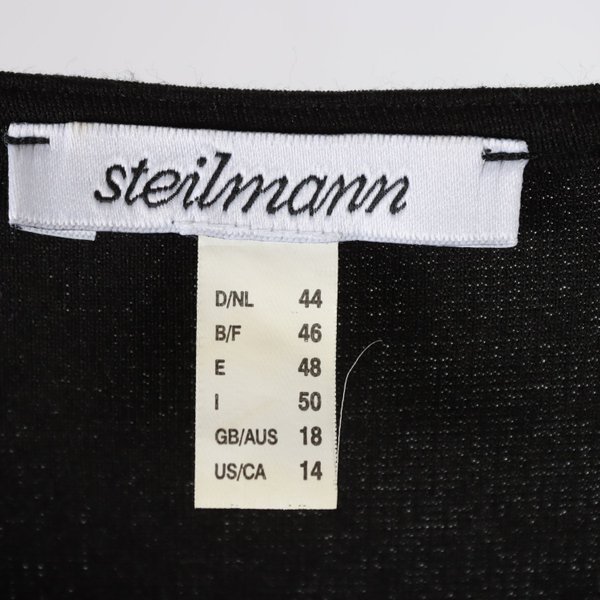 steilmann
D/NL 44
B/F 46
E 48
I 50
GB/AUS 18
US/CA 14